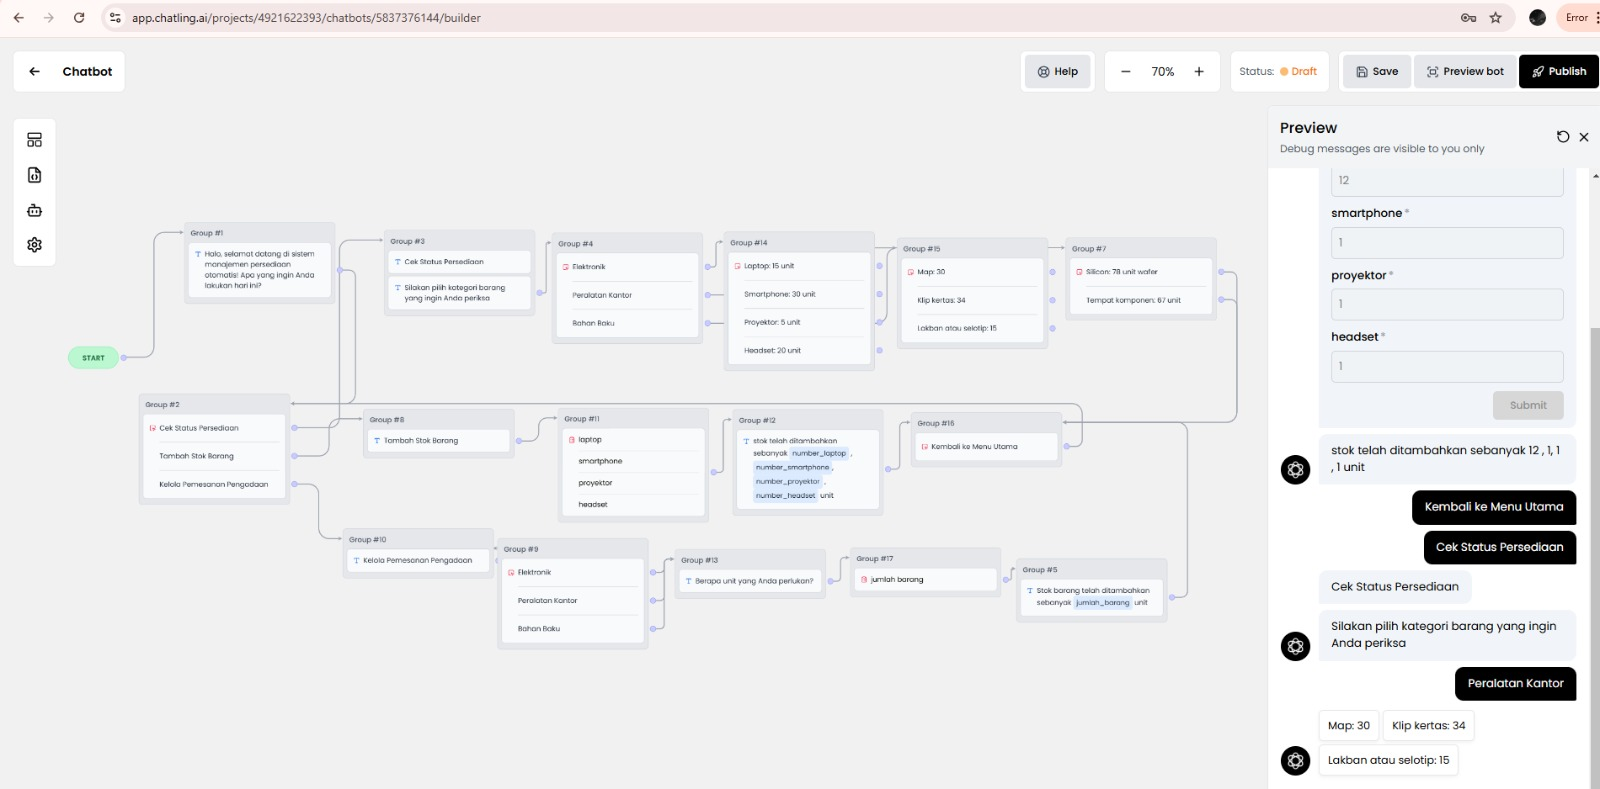 app.chatling.ai/projects/4921622393/chatbots/5837376144/builder
Error
Chatbot
Help
70%
Status: Draft
Save
Preview bot
Publish
Group #1
Halo, selamat datang di sistem
manajemen persediaan
otomatis! Apa yang ingin Anda
lakukan hari ini?
Group #3
Cek Status Persediaan
Silakan pilih kategori barang
yang ingin Anda periksa
Group #4
Elektronik
Peralatan Kantor
Bahan Baku
Group #14
Laptop: 15 unit
Smartphone: 30 unit
Proyektor: 5 unit
Headset: 20 unit
Group #15
Map: 30
Klip kertas: 34
Lakban atau selotip: 15
Group #7
Silicon: 78 unit wafer
Tempat komponen: 67 unit
START
Group #2
Cek Status Persediaan
Tambah Stok Barang
Kelola Pemesanan Pengadaan
Group #8
Tambah Stok Barang
Group #11
laptop
smartphone
proyektor
headset
Group #12
stok telah ditambahkan
sebanyak number_laptop ,
number_smartphone ,
number_proyektor ,
number_headset unit
Group #16
Kembali ke Menu Utama
Group #10
Kelola Pemesanan Pengadaan
Group #9
Elektronik
Peralatan Kantor
Bahan Baku
Group #13
Berapa unit yang Anda perlukan?
Group #17
jumlah barang
Group #5
Stok barang telah ditambahkan
sebanyak jumlah_barang unit
Preview
Debug messages are visible to you only
12
smartphone *
1
proyektor *
1
headset *
1
Submit
stok telah ditambahkan sebanyak 12 , 1, 1
, 1 unit
Kembali ke Menu Utama
Cek Status Persediaan
Cek Status Persediaan
Silakan pilih kategori barang yang ingin
Anda periksa
Peralatan Kantor
Map: 30
Klip kertas: 34
Lakban atau selotip: 15